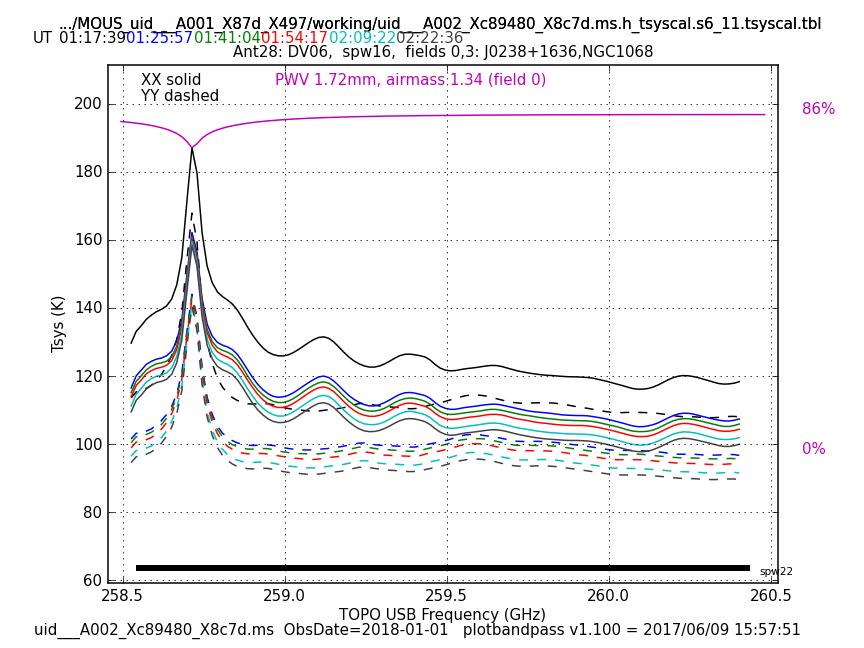 .../MOUS_uid___A001_X87d_X497/working/uid___A002_Xc89480_X8c7d.ms.h_tsyscal.s6_11.tsyscal.tbl
UT 01:17:39 01:25:57 01:41:04 01:54:17 02:09:22 02:22:36
Ant28: DV06, spw16, fields 0,3: J0238+1636,NGC1068
XX solid
PWV 1.72mm, airmass 1.34 (field 0)
YY dashed
200
180
160
140
120
100
80
60
86%
0%
Tsys (K)
spw22
258.5 259.0 259.5 260.0 260.5
TOPO USB Frequency (GHz)
uid___A002_Xc89480_X8c7d.ms ObsDate=2018-01-01 plotbandpass v1.100 = 2017/06/09 15:57:51